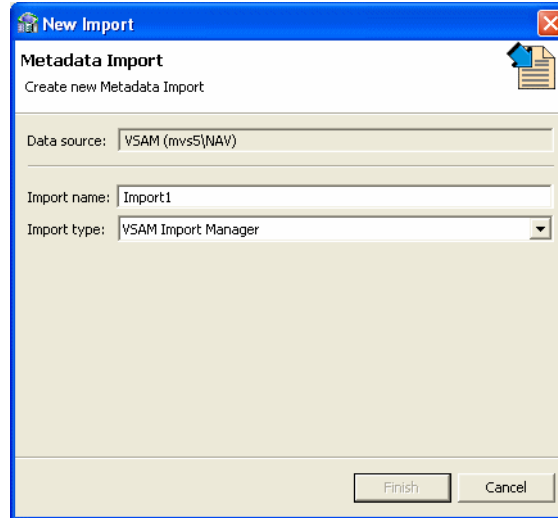 New Import
Metadata Import
Create new Metadata Import
Data source: VSAM (mvs5\NAV)
Import name: Import1
Import type: VSAM Import Manager
Finish Cancel